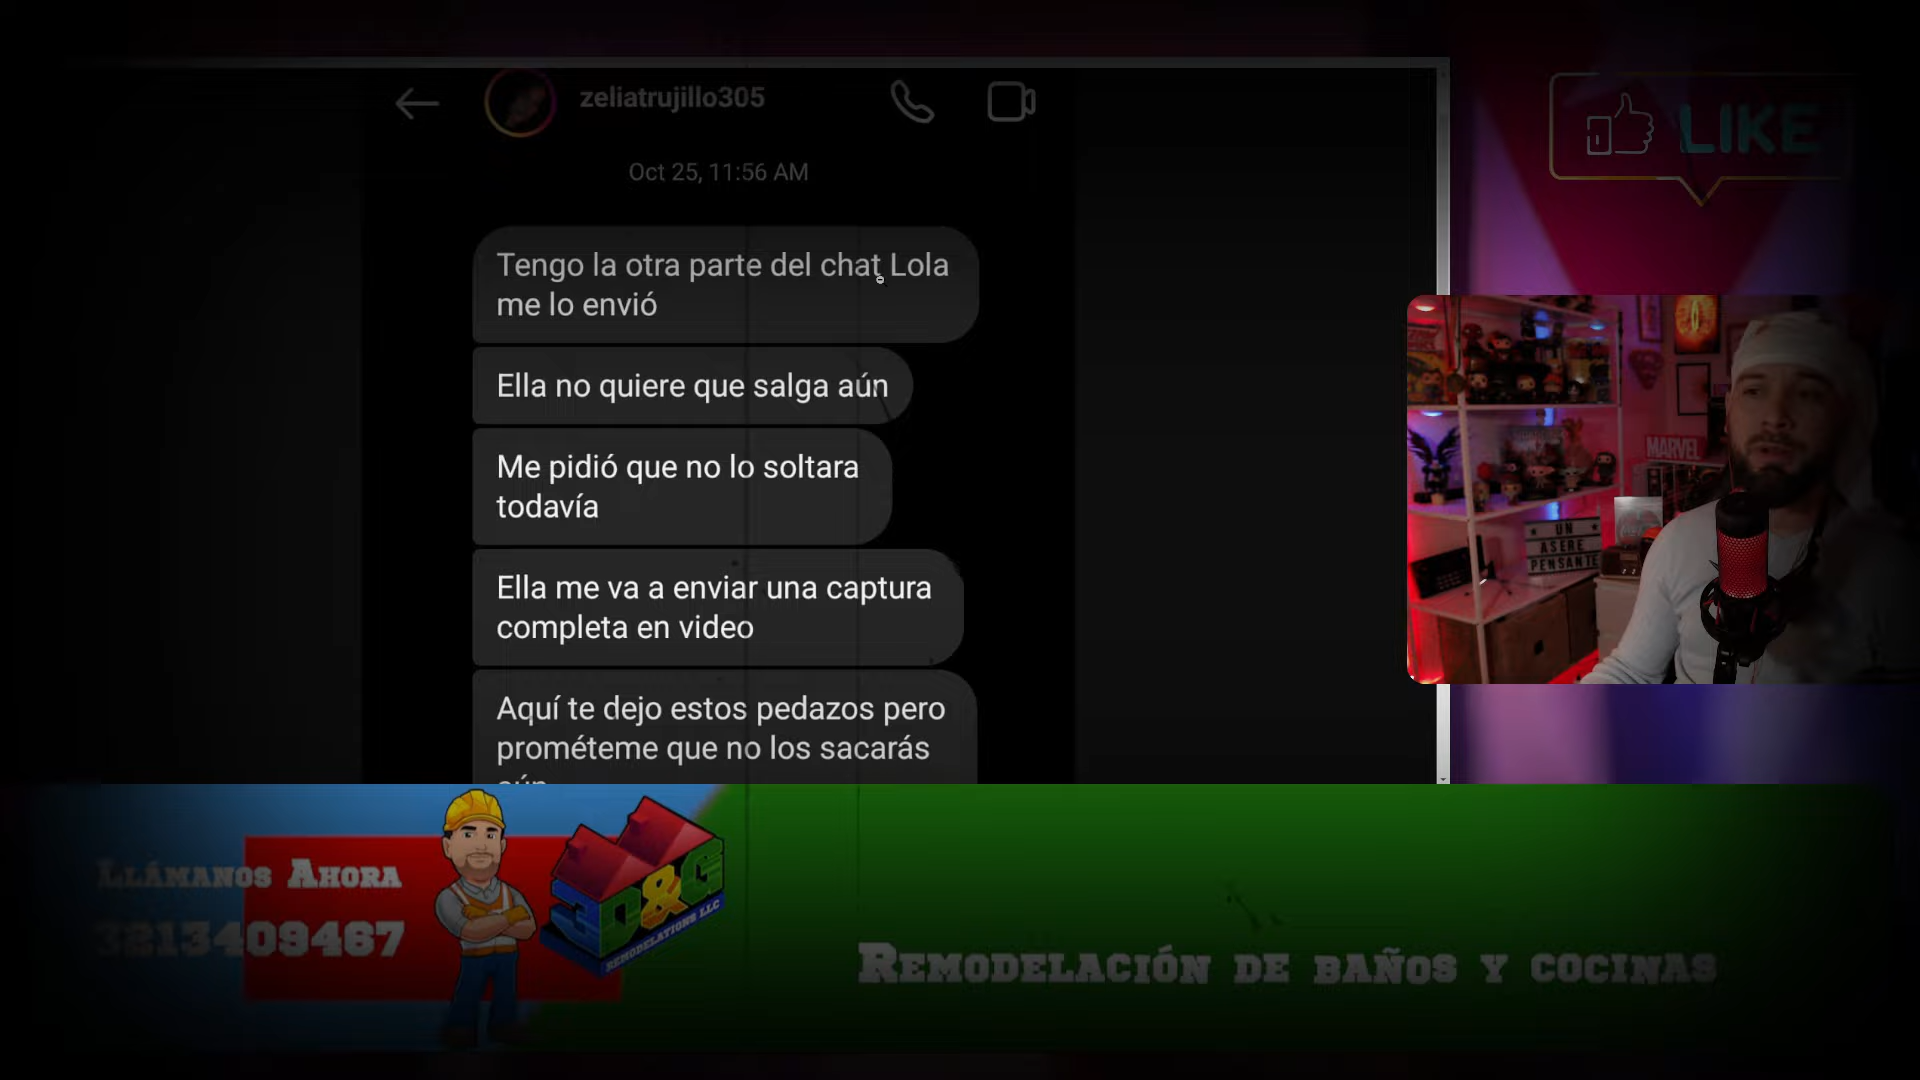 zeliatrujillo305
Oct 25, 11:56 AM
Tengo la otra parte del chat Lola
me lo envió
Ella no quiere que salga aún
Me pidió que no lo soltara
todavía
Ella me va a enviar una captura
completa en video
Aquí te dejo estos pedazos pero
prométeme que no los sacarás
aún
LIKE
MARVEL
UN
ASERE
PENSANTE
Llámanos Ahora
3213409467
3D&G
REMODELATIONS LLC
Remodelación de baños y cocinas